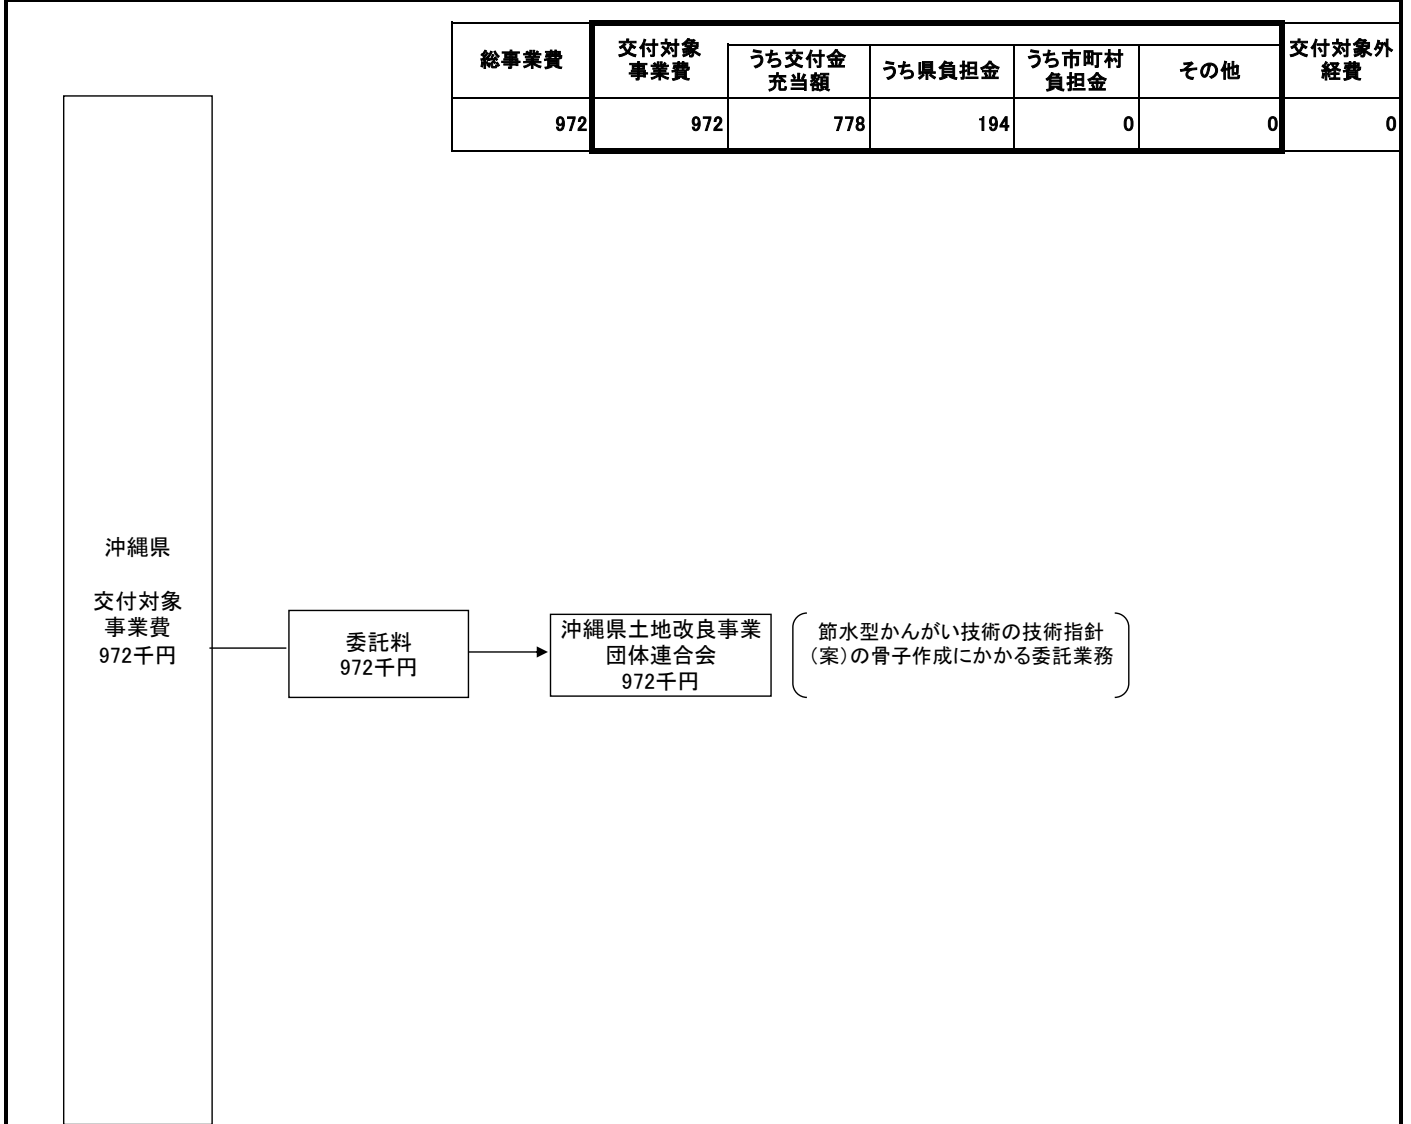 総事業費
交付対象
事業費
うち交付金
充当額
うち県負担金
うち市町村
負担金
その他
交付対象外
経費
972
972
778
194
0
0
0
沖縄県
交付対象
事業費
972千円
委託料
972千円
沖縄県土地改良事業
団体連合会
972千円
節水型かんがい技術の技術指針
(案)の骨子作成にかかる委託業務